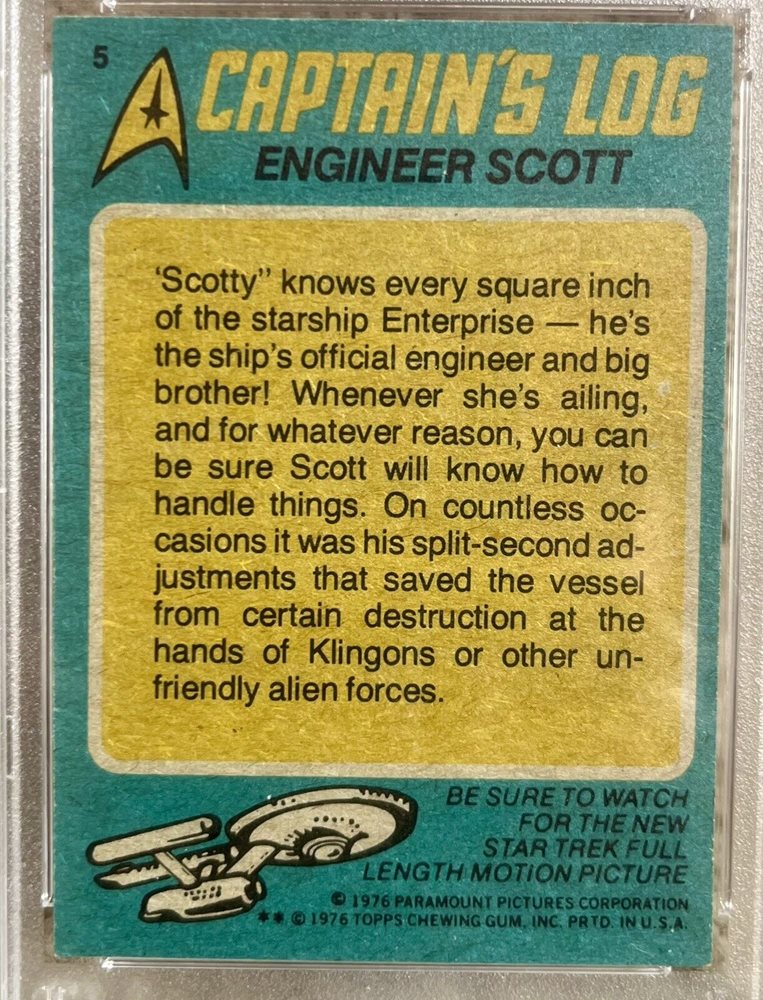 5
CAPTAIN'S LOG
ENGINEER SCOTT
'Scotty" knows every square inch
of the starship Enterprise — he's
the ship's official engineer and big
brother! Whenever she's ailing,
and for whatever reason, you can
be sure Scott will know how to
handle things. On countless oc-
casions it was his split-second ad-
justments that saved the vessel
from certain destruction at the
hands of Klingons or other un-
friendly alien forces.
BE SURE TO WATCH
FOR THE NEW
STAR TREK FULL
LENGTH MOTION PICTURE
© 1976 PARAMOUNT PICTURES CORPORATION
** © 1976 TOPPS CHEWING GUM, INC. PRTD. IN U.S.A.